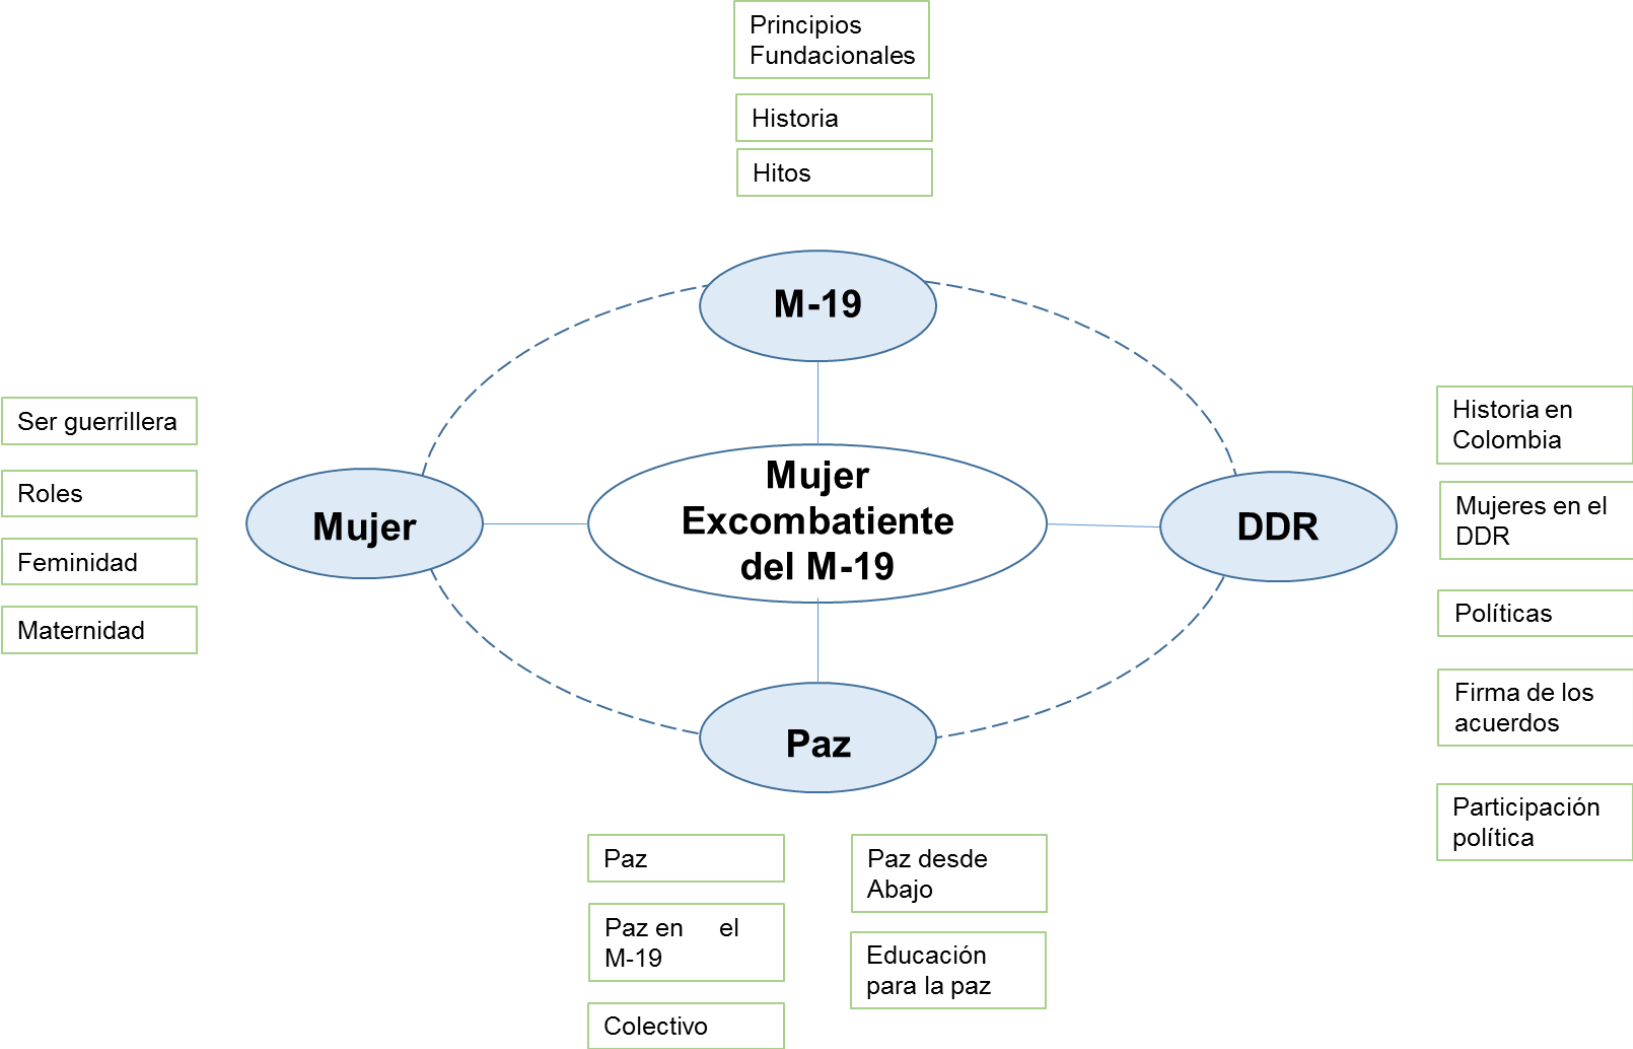 Principios
Fundacionales
Historia
Hitos
M-19
Ser guerrillera
Roles
Feminidad
Maternidad
Mujer
Mujer
Excombatiente
del M-19
DDR
Historia en
Colombia
Mujeres en el
DDR
Políticas
Firma de los
acuerdos
Participación
política
Paz
Paz
Paz en el
M-19
Colectivo
Paz desde
Abajo
Educación
para la paz